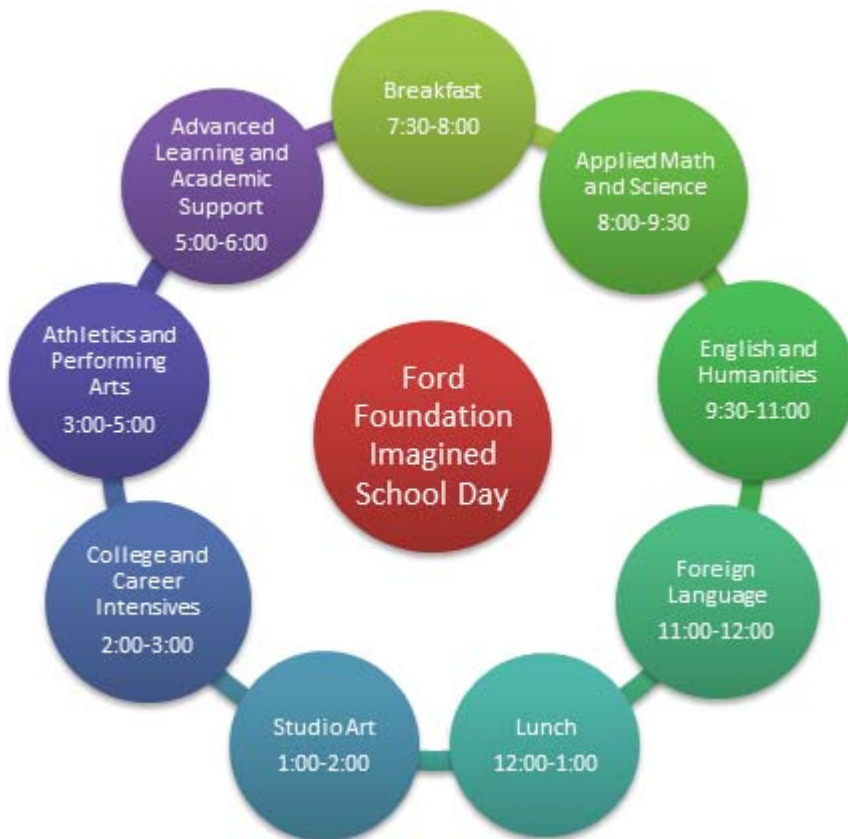 Breakfast
7:30-8:00
Applied Math
and Science
8:00-9:30
English and
Humanities
9:30-11:00
Foreign
Language
11:00-12:00
Lunch
12:00-1:00
Studio Art
1:00-2:00
College and
Career
Intensives
2:00-3:00
Athletics and
Performing
Arts
3:00-5:00
Advanced
Learning and
Academic
Support
5:00-6:00
Ford
Foundation
Imagined
School Day